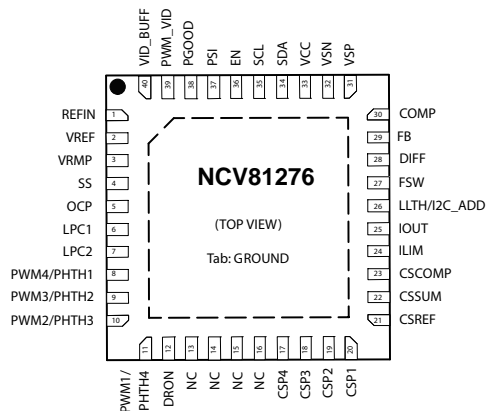 VID_BUFF
PWM_VID
PGOOD
PSI
EN
SCL
SDA
VCC
VSN
VSP
40
39
38
37
36
35
34
33
32
31
REFIN 1
VREF 2
VRMP 3
SS 4
OCP 5
LPC1 6
LPC2 7
PWM4/PHTH1 8
PWM3/PHTH2 9
PWM2/PHTH3 10
NCV81276
(TOP VIEW)
Tab: GROUND
30 COMP
29 FB
28 DIFF
27 FSW
26 LLTH/I2C_ADD
25 IOUT
24 ILIM
23 CSCOMP
22 CSSUM
21 CSREF
11
12
13
14
15
16
17
18
19
20
PWM1/
PHTH4
DRON
NC
NC
NC
NC
CSP4
CSP3
CSP2
CSP1